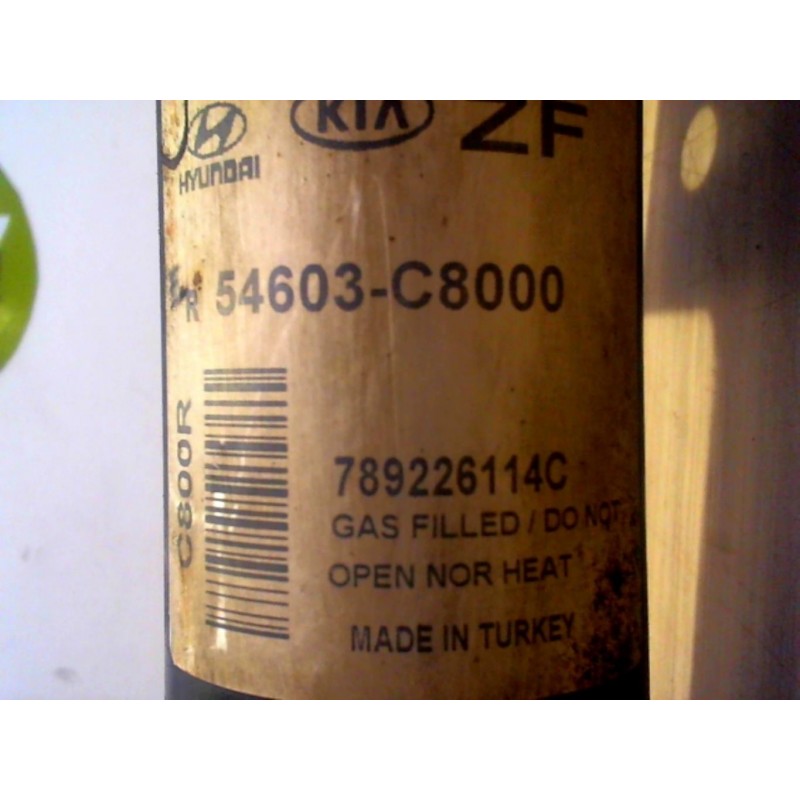 HYUNDAI KIA ZF
R 54603-C8000
C800R
789226114C
GAS FILLED / DO NOT
OPEN NOR HEAT
MADE IN TURKEY